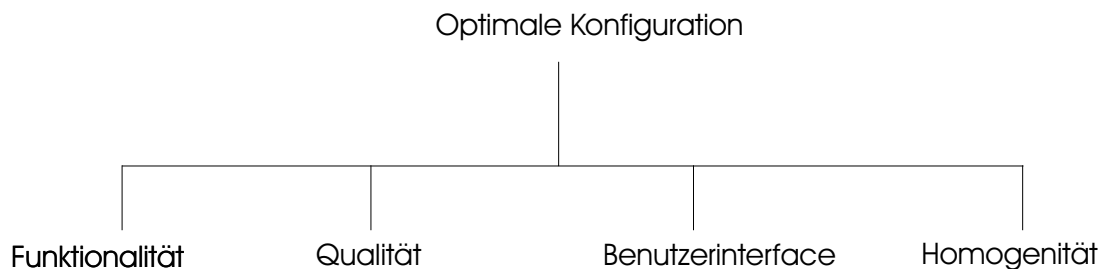 Optimale Konfiguration
Funktionalität Qualität Benutzerinterface Homogenität